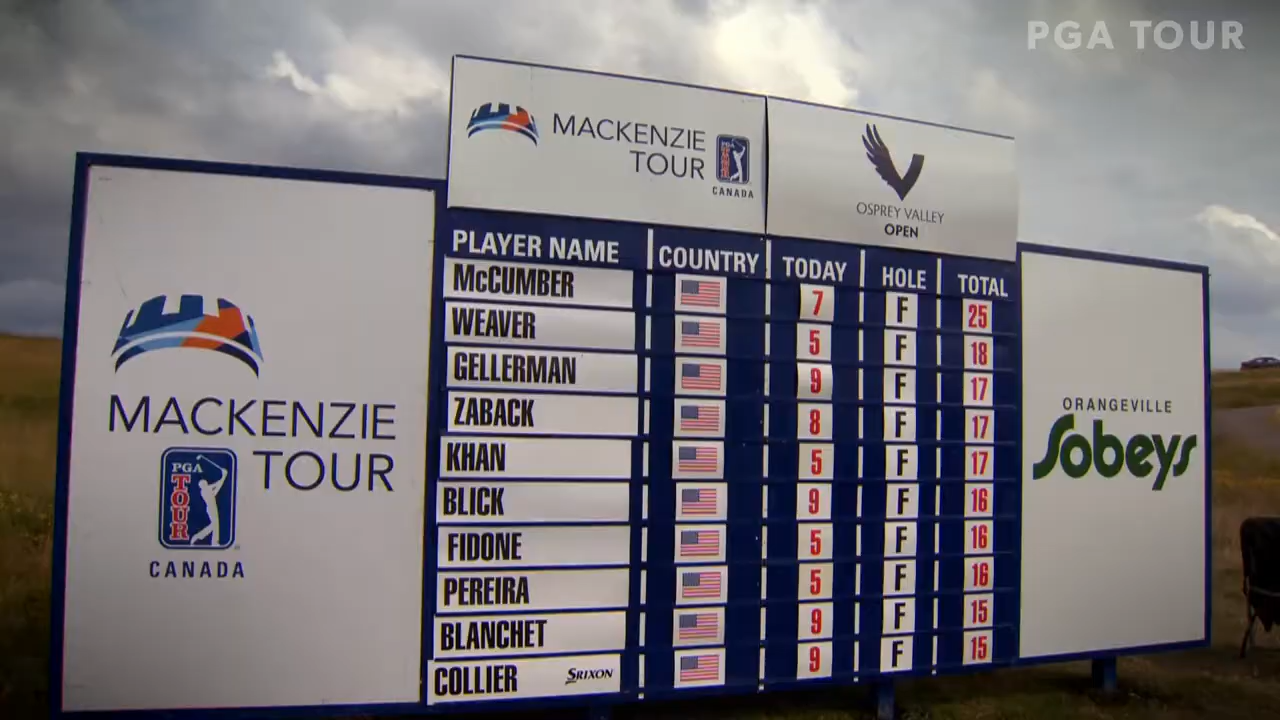 PGA TOUR
MACKENZIE
TOUR
PGA TOUR
CANADA
OSPREY VALLEY
OPEN
PLAYER NAME COUNTRY TODAY HOLE TOTAL
McCUMBER 7 F 25
WEAVER 5 F 18
GELLERMAN 9 F 17
ZABACK 8 F 17
KHAN 5 F 17
BLICK 9 F 16
FIDONE 5 F 16
PEREIRA 5 F 16
BLANCHET 9 F 15
COLLIER SRIXON 9 F 15
MACKENZIE
TOUR
PGA TOUR
CANADA
ORANGEVILLE
Sobeys